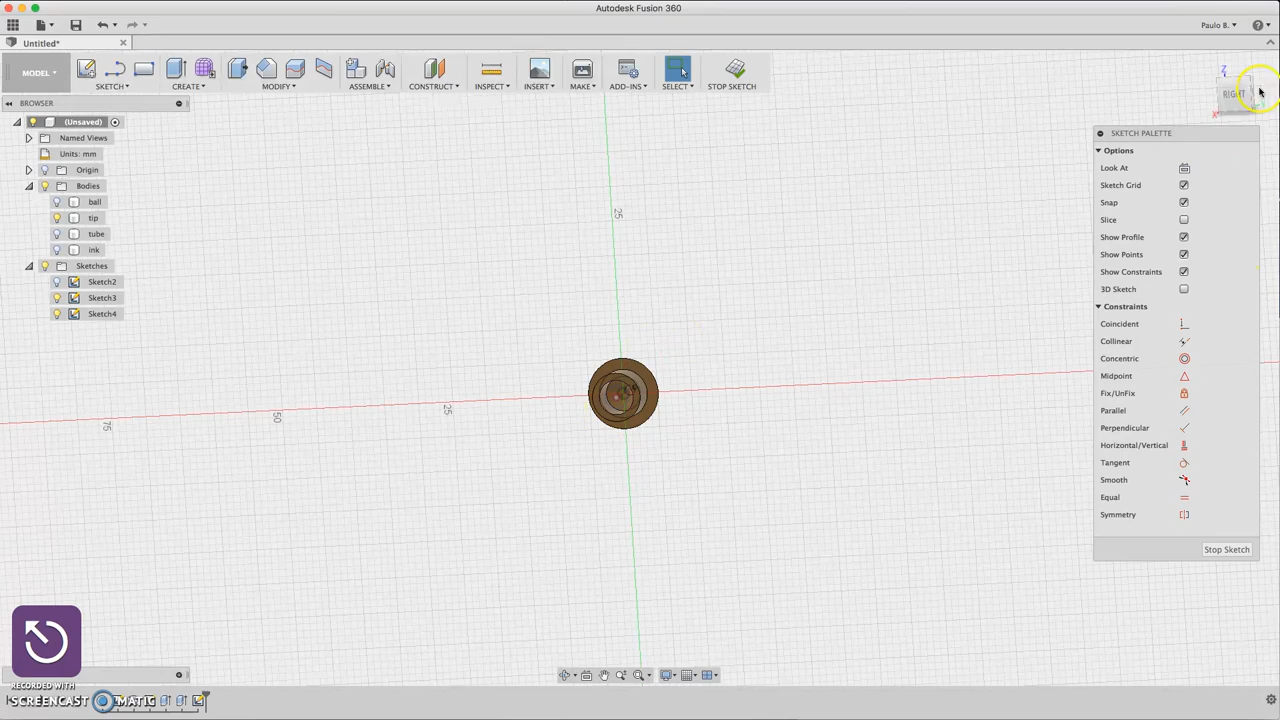 Autodesk Fusion 360
Paulo B.
Untitled*
MODEL
SKETCH
CREATE
MODIFY
ASSEMBLE
CONSTRUCT
INSPECT
INSERT
MAKE
ADD-INS
SELECT
STOP SKETCH
BROWSER
(Unsaved)
Named Views
Units: mm
Origin
Bodies
ball
tip
tube
ink
Sketches
Sketch2
Sketch3
Sketch4
25
75
50
25
Z
RIGHT
X
SKETCH PALETTE
Options
Look At
Sketch Grid
Snap
Slice
Show Profile
Show Points
Show Constraints
3D Sketch
Constraints
Coincident
Collinear
Concentric
Midpoint
Fix/UnFix
Parallel
Perpendicular
Horizontal/Vertical
Tangent
Smooth
Equal
Symmetry
Stop Sketch
RECORDED WITH
SCREENCAST MATIC